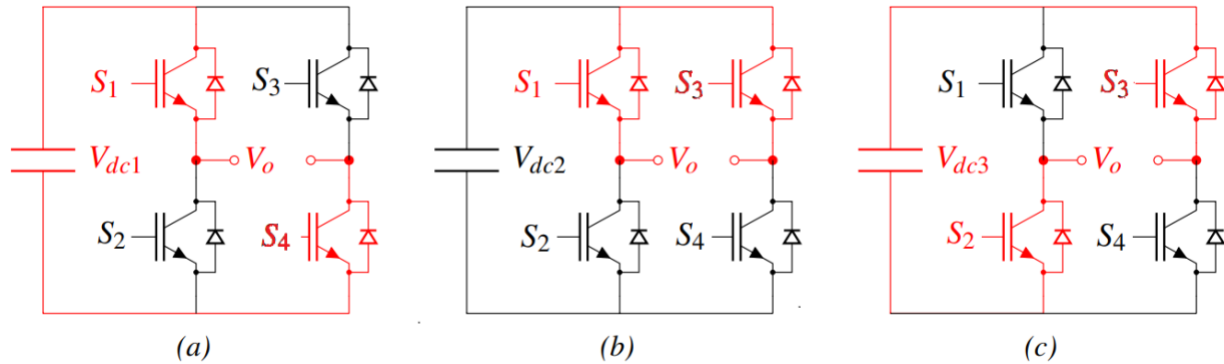 S1 S3
Vdc1 Vo
S2 S4
(a)
S1 S3
Vdc2 Vo
S2 S4
(b)
S1 S3
Vdc3 Vo
S2 S4
(c)